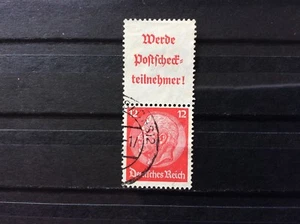 Werde
Postscheck-
teilnehmer!
12 12
Deutsches Reich